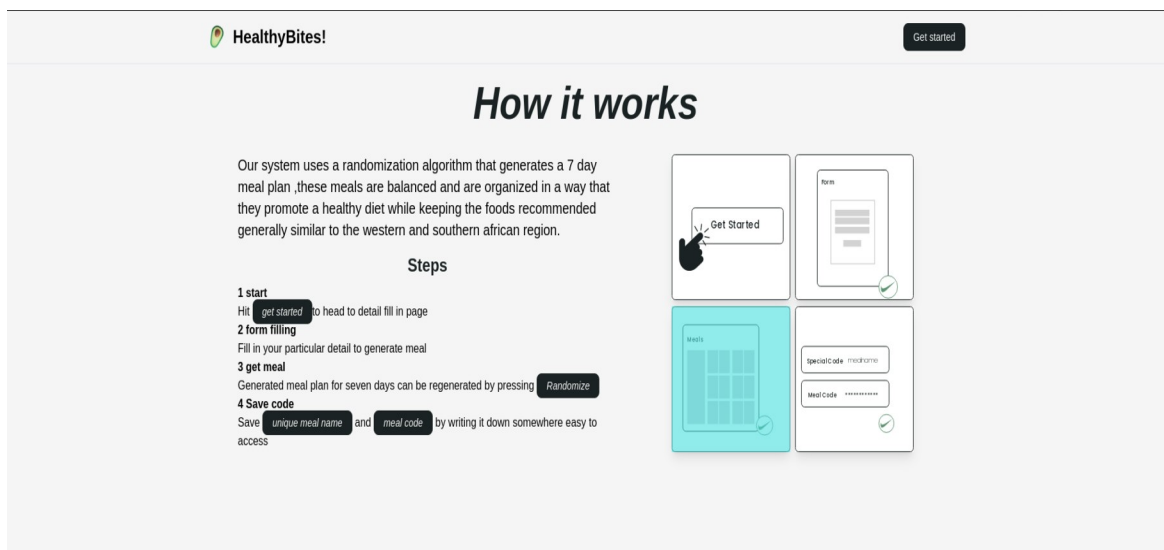 HealthyBites!
Get started
How it works
Our system uses a randomization algorithm that generates a 7 day
meal plan ,these meals are balanced and are organized in a way that
they promote a healthy diet while keeping the foods recommended
generally similar to the western and southern african region.
Steps
1 start
Hit get started to head to detail fill in page
2 form filling
Fill in your particular detail to generate meal
3 get meal
Generated meal plan for seven days can be regenerated by pressing Randomize
4 Save code
Save unique meal name and meal code by writing it down somewhere easy to
access
Get Started
Form
Meals
Special Code mealname
Meal Code ************